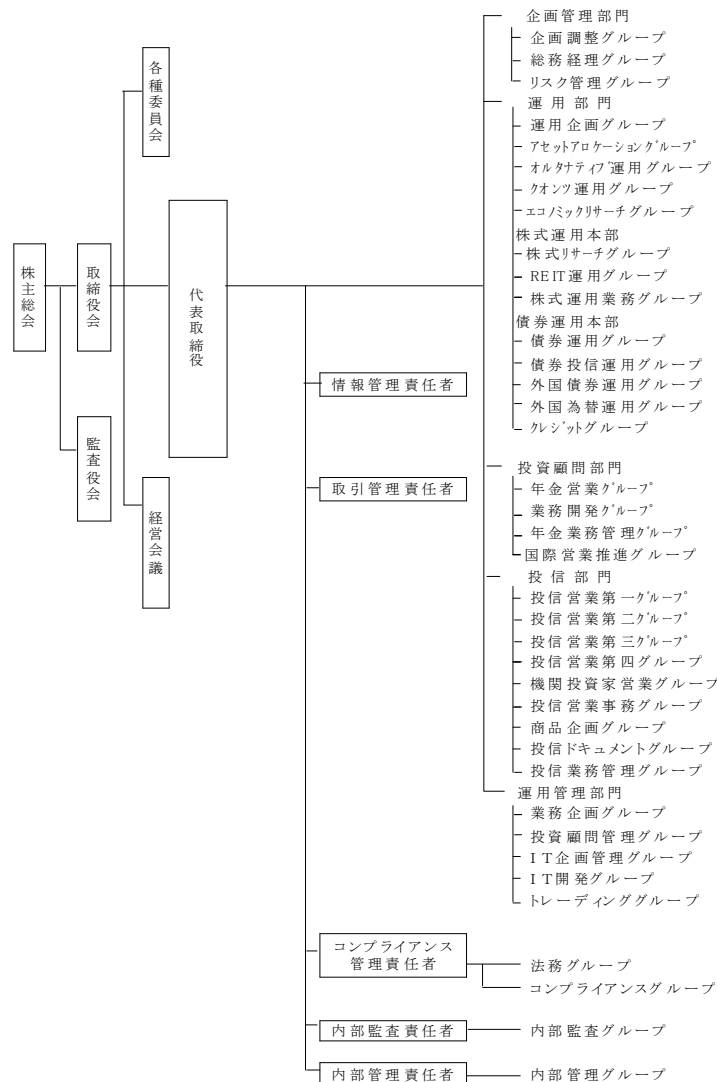 株主総会
取締役会
監査役会
各種委員会
代表取締役
経営会議
情報管理責任者
取引管理責任者
コンプライアンス
管理責任者
内部監査責任者
内部管理責任者
企画管理部門
企画調整グループ
総務経理グループ
リスク管理グループ
運用部門
運用企画グループ
アセットアロケーショングループ
オルタナティブ運用グループ
クオンツ運用グループ
エコノミックリサーチグループ
株式運用本部
株式リサーチグループ
REIT運用グループ
株式運用業務グループ
債券運用本部
債券運用グループ
債券投信運用グループ
外国債券運用グループ
外国為替運用グループ
クレジットグループ
投資顧問部門
年金営業グループ
業務開発グループ
年金業務管理グループ
国際営業推進グループ
投信部門
投信営業第一グループ
投信営業第二グループ
投信営業第三グループ
投信営業第四グループ
機関投資家営業グループ
投信営業事務グループ
商品企画グループ
投信ドキュメントグループ
投信業務管理グループ
運用管理部門
業務企画グループ
投資顧問管理グループ
IT企画管理グループ
IT開発グループ
トレーディンググループ
法務グループ
コンプライアンスグループ
内部監査グループ
内部管理グループ